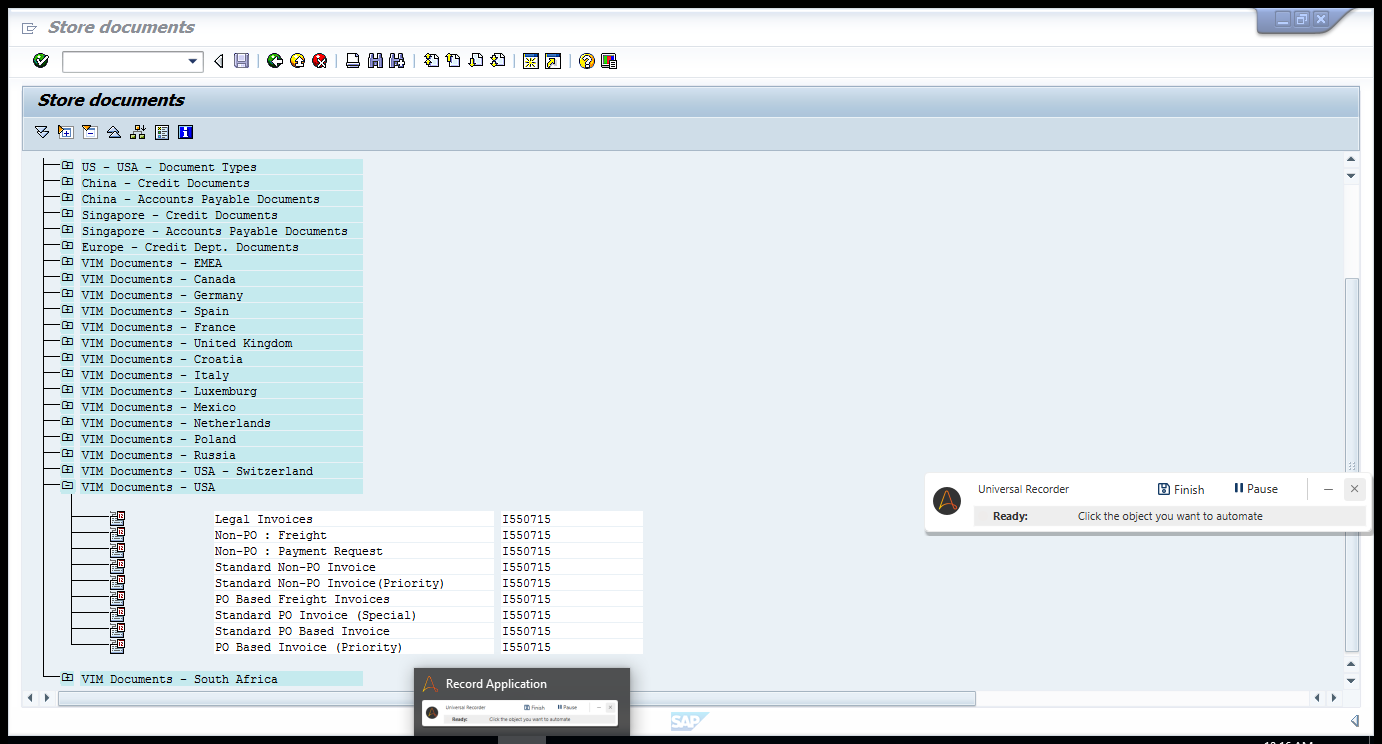 Store documents
Store documents
US - USA - Document Types
China - Credit Documents
China - Accounts Payable Documents
Singapore - Credit Documents
Singapore - Accounts Payable Documents
Europe - Credit Dept. Documents
VIM Documents - EMEA
VIM Documents - Canada
VIM Documents - Germany
VIM Documents - Spain
VIM Documents - France
VIM Documents - United Kingdom
VIM Documents - Croatia
VIM Documents - Italy
VIM Documents - Luxemburg
VIM Documents - Mexico
VIM Documents - Netherlands
VIM Documents - Poland
VIM Documents - Russia
VIM Documents - USA - Switzerland
VIM Documents - USA
Universal Recorder Finish Pause
Ready: Click the object you want to automate
Legal Invoices I550715
Non-PO : Freight I550715
Non-PO : Payment Request I550715
Standard Non-PO Invoice I550715
Standard Non-PO Invoice(Priority) I550715
PO Based Freight Invoices I550715
Standard PO Invoice (Special) I550715
Standard PO Based Invoice I550715
PO Based Invoice (Priority) I550715
VIM Documents - South Africa
Record Application
Universal Recorder Finish Pause
Ready: Click the object you want to automate
SAP